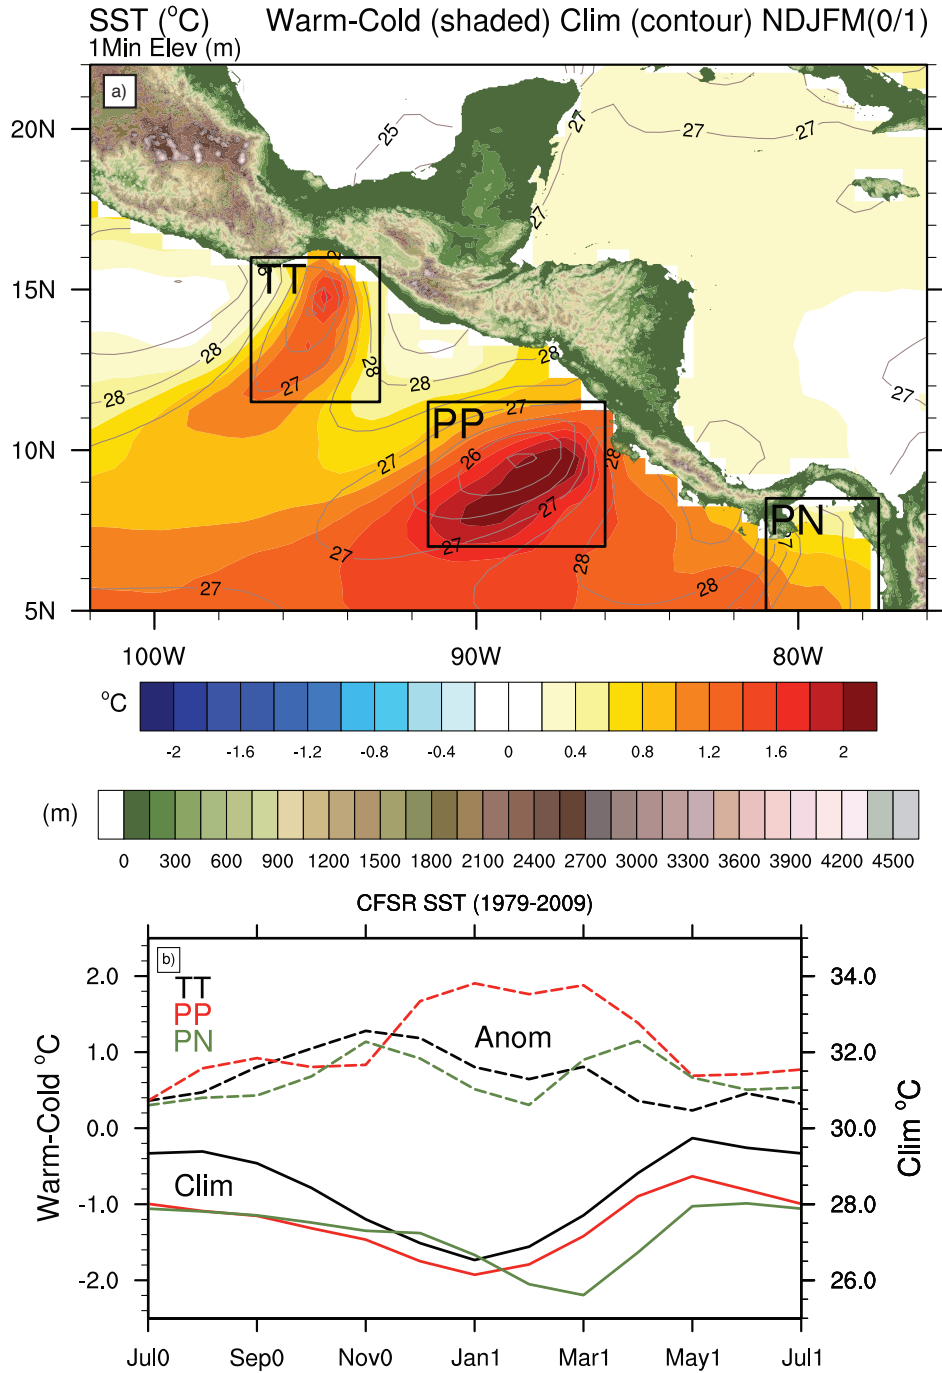 SST (°C) Warm-Cold (shaded) Clim (contour) NDJFM(0/1)
1Min Elev (m)
a)
20N
15N
10N
5N
25
27
27
27
27
TT
28
28
27
28
28
28
27
PP
27
26
27
27
27
28
28
28
27
27
PN
100W 90W 80W
°C
-2 -1.6 -1.2 -0.8 -0.4 0 0.4 0.8 1.2 1.6 2
(m)
0 300 600 900 1200 1500 1800 2100 2400 2700 3000 3300 3600 3900 4200 4500
CFSR SST (1979-2009)
b)
TT
PP
PN
Anom
Clim
Warm-Cold °C
2.0
1.0
0.0
-1.0
-2.0
Clim °C
34.0
32.0
30.0
28.0
26.0
Jul0 Sep0 Nov0 Jan1 Mar1 May1 Jul1